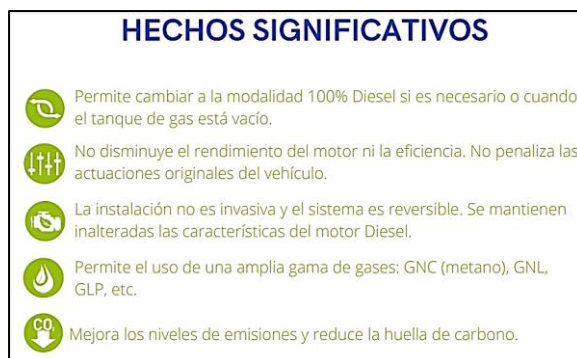 HECHOS SIGNIFICATIVOS
Permite cambiar a la modalidad 100% Diesel si es necesario o cuando
el tanque de gas está vacío.
No disminuye el rendimiento del motor ni la eficiencia. No penaliza las
actuaciones originales del vehículo.
La instalación no es invasiva y el sistema es reversible. Se mantienen
inalteradas las características del motor Diesel.
Permite el uso de una amplia gama de gases: GNC (metano), GNL,
GLP, etc.
CO₂
Mejora los niveles de emisiones y reduce la huella de carbono.